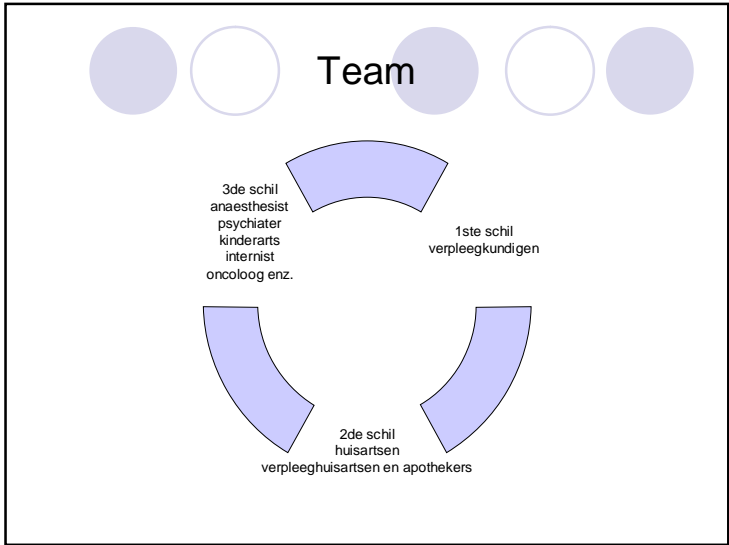 Team
1ste schil
verpleegkundigen
2de schil
huisartsen
verpleeghuisartsen en apothekers
3de schil
anaesthesist
psychiater
kinderarts
internist
oncoloog enz.